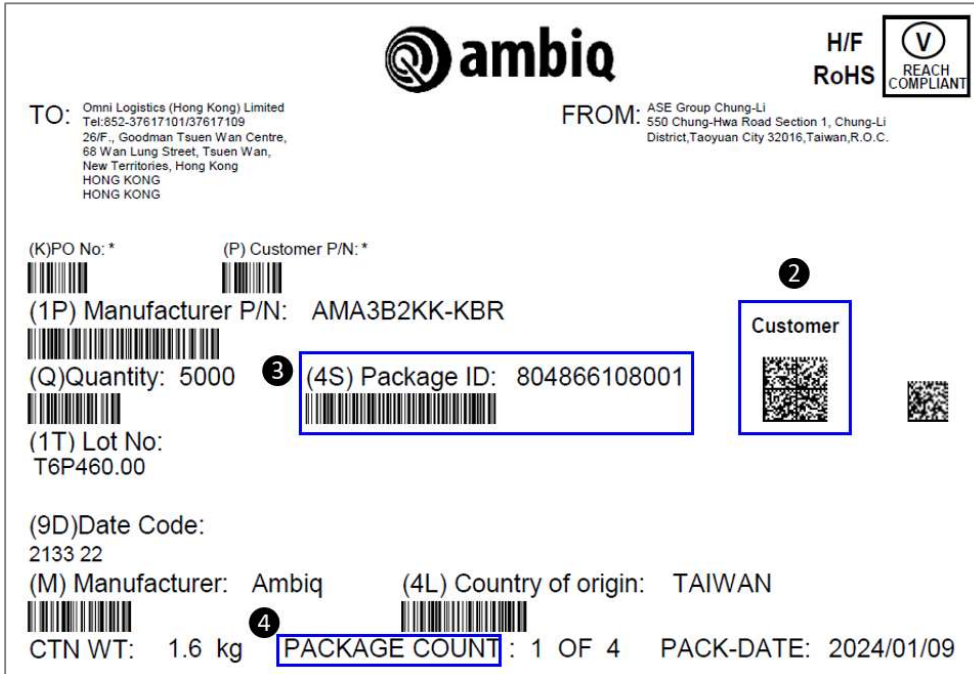 ambiq
H/F
RoHS
V
REACH
COMPLIANT
TO:
Omni Logistics (Hong Kong) Limited
Tel:852-37617101/37617109
26/F., Goodman Tsuen Wan Centre,
68 Wan Lung Street, Tsuen Wan,
New Territories, Hong Kong
HONG KONG
HONG KONG
FROM:
ASE Group Chung-Li
550 Chung-Hwa Road Section 1, Chung-Li
District,Taoyuan City 32016,Taiwan,R.O.C.
(K)PO No: * (P) Customer P/N: *
(1P) Manufacturer P/N: AMA3B2KK-KBR
2
Customer
(Q)Quantity: 5000
3 (4S) Package ID: 804866108001
(1T) Lot No:
T6P460.00
(9D)Date Code:
2133 22
(M) Manufacturer: Ambiq (4L) Country of origin: TAIWAN
4
CTN WT: 1.6 kg PACKAGE COUNT : 1 OF 4 PACK-DATE: 2024/01/09